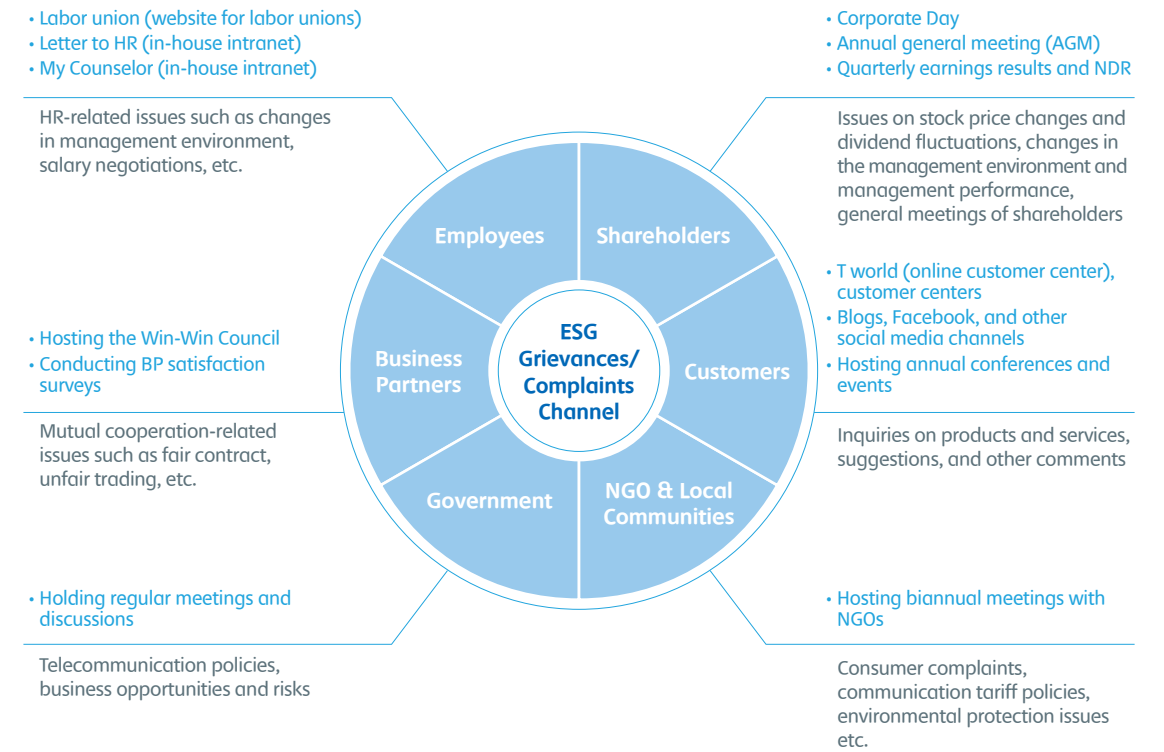 • Labor union (website for labor unions)
• Letter to HR (in-house intranet)
• My Counselor (in-house intranet)
HR-related issues such as changes
in management environment,
salary negotiations, etc.
• Corporate Day
• Annual general meeting (AGM)
• Quarterly earnings results and NDR
Issues on stock price changes and
dividend fluctuations, changes in
the management environment and
management performance,
general meetings of shareholders
Employees
Shareholders
• Hosting the Win-Win Council
• Conducting BP satisfaction
surveys
Mutual cooperation-related
issues such as fair contract,
unfair trading, etc.
Business
Partners
ESG
Grievances/
Complaints
Channel
Customers
• T world (online customer center),
customer centers
• Blogs, Facebook, and other
social media channels
• Hosting annual conferences and
events
Inquiries on products and services,
suggestions, and other comments
Government
NGO & Local
Communities
• Holding regular meetings and
discussions
Telecommunication policies,
business opportunities and risks
• Hosting biannual meetings with
NGOs
Consumer complaints,
communication tariff policies,
environmental protection issues
etc.